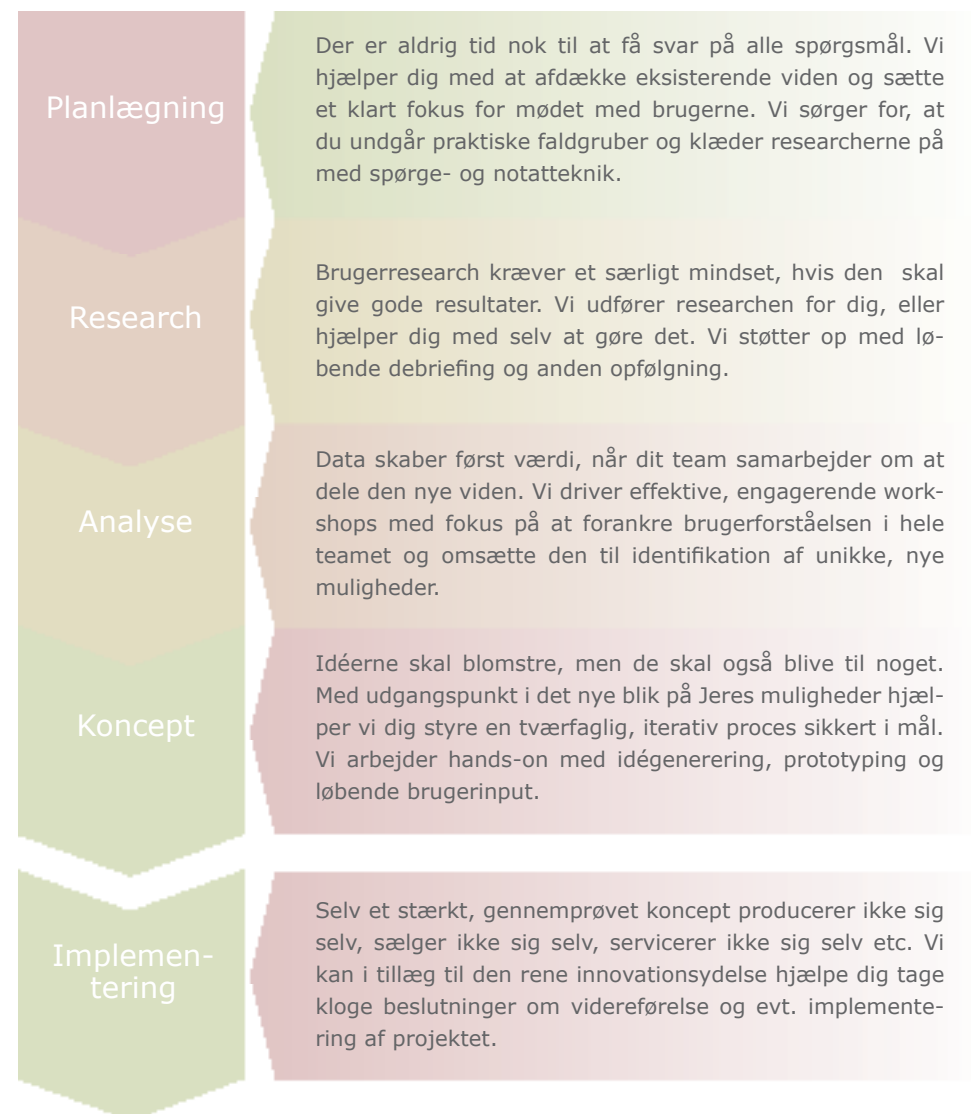 Planlægning
Der er aldrig tid nok til at få svar på alle spørgsmål. Vi
hjælper dig med at afdække eksisterende viden og sætte
et klart fokus for mødet med brugerne. Vi sørger for, at
du undgår praktiske faldgruber og klæder researcherne på
med spørge- og notatteknik.
Research
Brugerresearch kræver et særligt mindset, hvis den  skal
give gode resultater. Vi udfører researchen for dig, eller
hjælper dig med selv at gøre det. Vi støtter op med lø-
bende debriefing og anden opfølgning.
Analyse
Data skaber først værdi, når dit team samarbejder om at
dele den nye viden. Vi driver effektive, engagerende work-
shops med fokus på at forankre brugerforståelsen i hele
teamet og omsætte den til identifikation af unikke, nye
muligheder.
Koncept
Idéerne skal blomstre, men de skal også blive til noget.
Med udgangspunkt i det nye blik på Jeres muligheder hjæl-
per vi dig styre en tværfaglig, iterativ proces sikkert i mål.
Vi arbejder hands-on med idégenerering, prototyping og
løbende brugerinput.
Implemen-
tering
Selv et stærkt, gennemprøvet koncept producerer ikke sig
selv, sælger ikke sig selv, servicerer ikke sig selv etc. Vi
kan i tillæg til den rene innovationsydelse hjælpe dig tage
kloge beslutninger om videreførelse og evt. implemente-
ring af projektet.